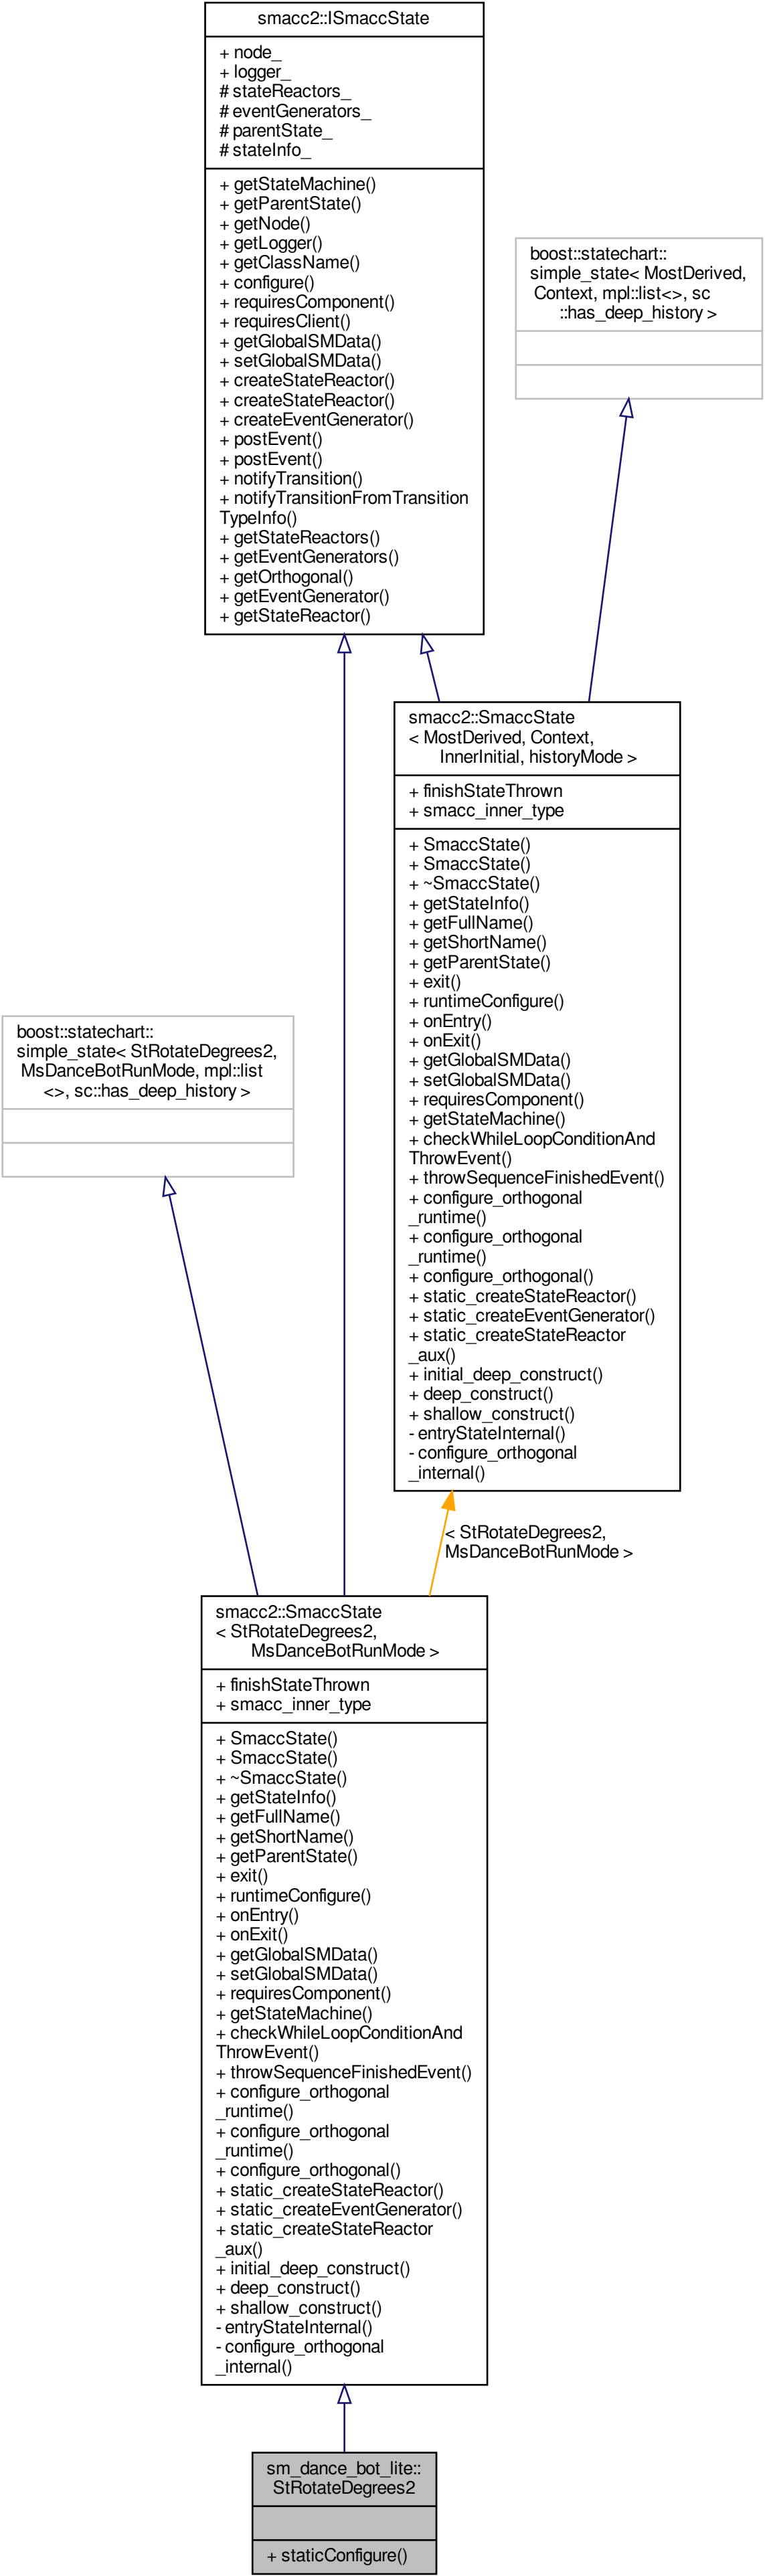 smacc2::ISmaccState
+ node_
+ logger_
# stateReactors_
# eventGenerators_
# parentState_
# stateInfo_
+ getStateMachine()
+ getParentState()
+ getNode()
+ getLogger()
+ getClassName()
+ configure()
+ requiresComponent()
+ requiresClient()
+ getGlobalSMData()
+ setGlobalSMData()
+ createStateReactor()
+ createStateReactor()
+ createEventGenerator()
+ postEvent()
+ postEvent()
+ notifyTransition()
+ notifyTransitionFromTransition
TypeInfo()
+ getStateReactors()
+ getEventGenerators()
+ getOrthogonal()
+ getEventGenerator()
+ getStateReactor()
boost::statechart::
simple_state< MostDerived,
Context, mpl::list<>, sc
::has_deep_history >
smacc2::SmaccState
< MostDerived, Context,
InnerInitial, historyMode >
+ finishStateThrown
+ smacc_inner_type
+ SmaccState()
+ SmaccState()
+ ~SmaccState()
+ getStateInfo()
+ getFullName()
+ getShortName()
+ getParentState()
+ exit()
+ runtimeConfigure()
+ onEntry()
+ onExit()
+ getGlobalSMData()
+ setGlobalSMData()
+ requiresComponent()
+ getStateMachine()
+ checkWhileLoopConditionAnd
ThrowEvent()
+ throwSequenceFinishedEvent()
+ configure_orthogonal
_runtime()
+ configure_orthogonal
_runtime()
+ configure_orthogonal()
+ static_createStateReactor()
+ static_createEventGenerator()
+ static_createStateReactor
_aux()
+ initial_deep_construct()
+ deep_construct()
+ shallow_construct()
- entryStateInternal()
- configure_orthogonal
_internal()
boost::statechart::
simple_state< StRotateDegrees2,
MsDanceBotRunMode, mpl::list
<>, sc::has_deep_history >
< StRotateDegrees2,
MsDanceBotRunMode >
smacc2::SmaccState
< StRotateDegrees2,
MsDanceBotRunMode >
+ finishStateThrown
+ smacc_inner_type
+ SmaccState()
+ SmaccState()
+ ~SmaccState()
+ getStateInfo()
+ getFullName()
+ getShortName()
+ getParentState()
+ exit()
+ runtimeConfigure()
+ onEntry()
+ onExit()
+ getGlobalSMData()
+ setGlobalSMData()
+ requiresComponent()
+ getStateMachine()
+ checkWhileLoopConditionAnd
ThrowEvent()
+ throwSequenceFinishedEvent()
+ configure_orthogonal
_runtime()
+ configure_orthogonal
_runtime()
+ configure_orthogonal()
+ static_createStateReactor()
+ static_createEventGenerator()
+ static_createStateReactor
_aux()
+ initial_deep_construct()
+ deep_construct()
+ shallow_construct()
- entryStateInternal()
- configure_orthogonal
_internal()
sm_dance_bot_lite::
StRotateDegrees2
+ staticConfigure()